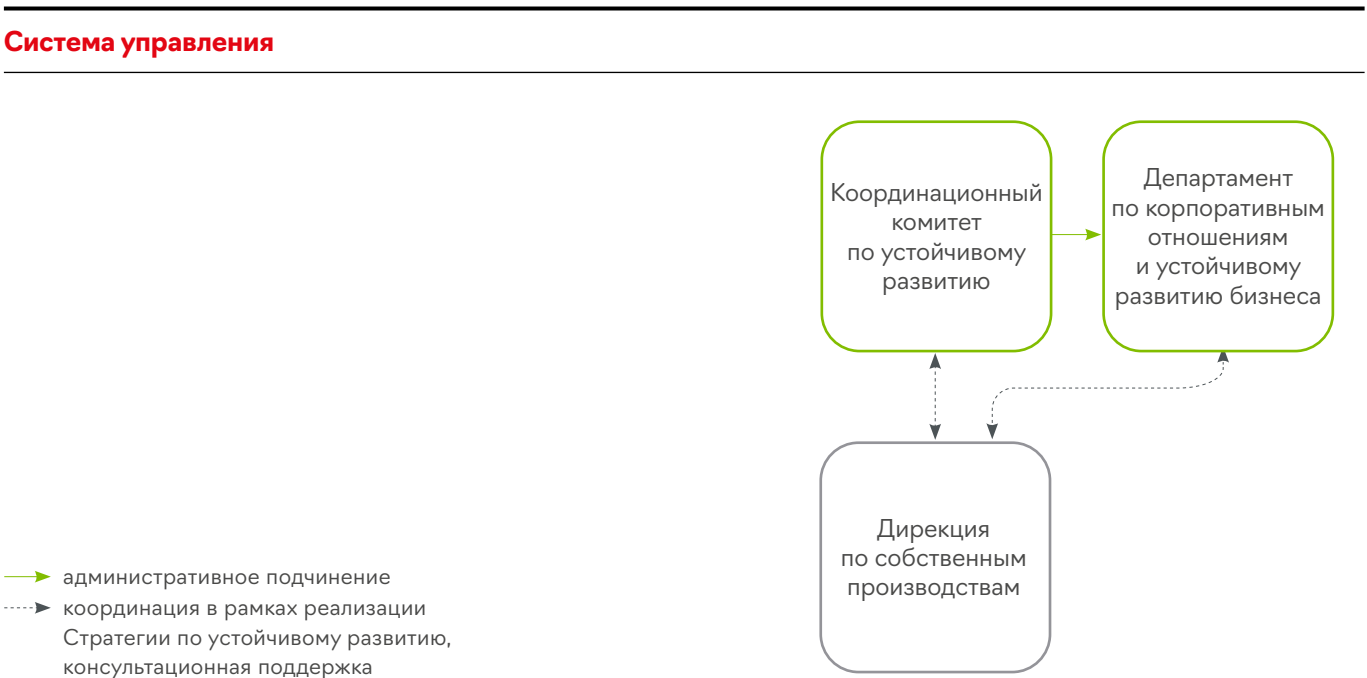 Система управления
Координационный
комитет
по устойчивому
развитию
Департамент
по корпоративным
отношениям
и устойчивому
развитию бизнеса
Дирекция
по собственным
производствам
административное подчинение
координация в рамках реализации
Стратегии по устойчивому развитию,
консультационная поддержка